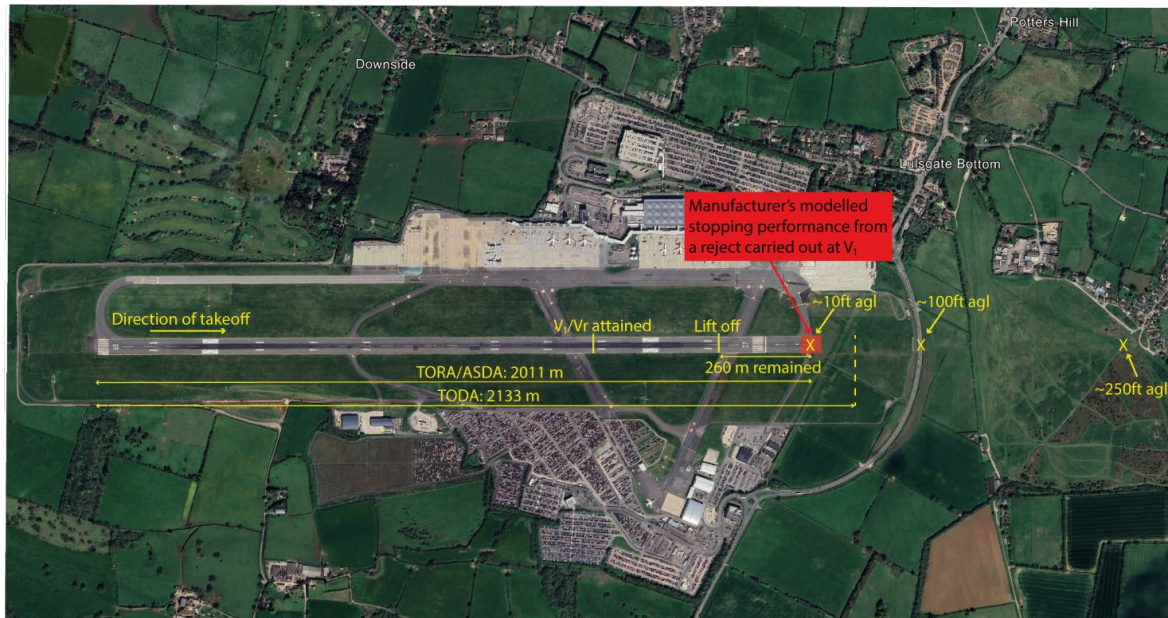 Potters Hill
Downside
Lulsgate Bottom
Manufacturer's modelled
stopping performance from
a reject carried out at V₁
~10ft agl
~100ft agl
Direction of takeoff
V₁/Vr attained
Lift off
260 m remained
~250ft agl
TORA/ASDA: 2011 m
TODA: 2133 m